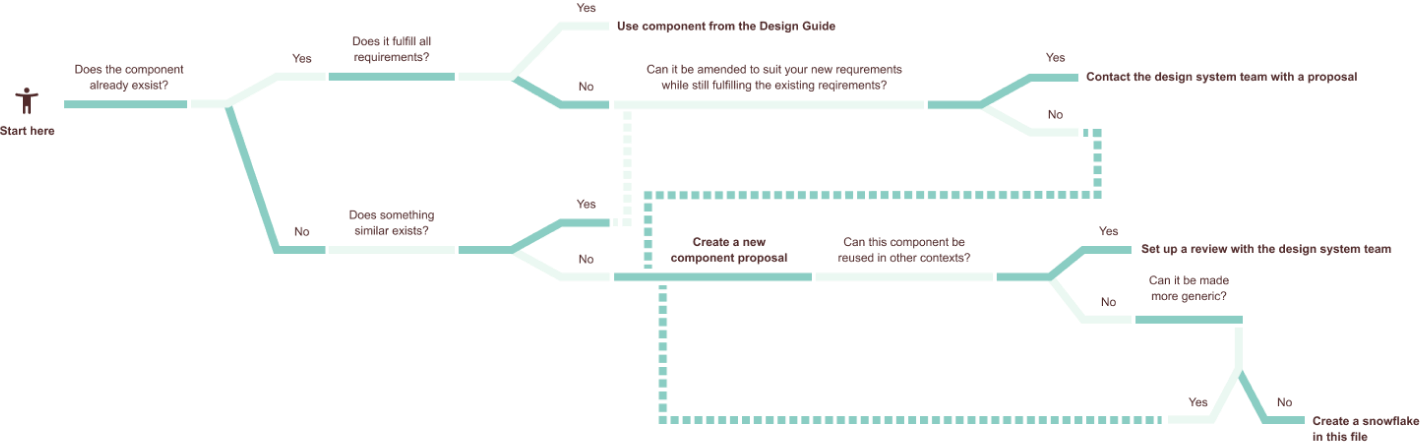 Start here
Does the component
already exsist?
Yes
Does it fulfill all
requirements?
Yes
Use component from the Design Guide
No
Can it be amended to suit your new requrements
while still fulfilling the existing reqirements?
Yes
Contact the design system team with a proposal
No
No
Does something
similar exists?
Yes
No
Create a new
component proposal
Can this component be
reused in other contexts?
Yes
Set up a review with the design system team
No
Can it be made
more generic?
Yes
No
Create a snowflake
in this file